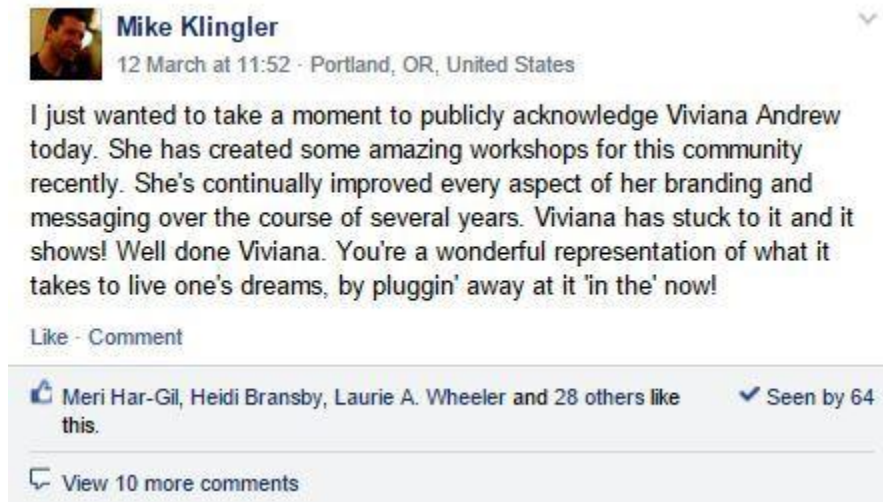 Mike Klingler
12 March at 11:52 · Portland, OR, United States
I just wanted to take a moment to publicly acknowledge Viviana Andrew
today. She has created some amazing workshops for this community
recently. She's continually improved every aspect of her branding and
messaging over the course of several years. Viviana has stuck to it and it
shows! Well done Viviana. You're a wonderful representation of what it
takes to live one's dreams, by pluggin' away at it 'in the' now!
Like · Comment
Meri Har-Gil, Heidi Bransby, Laurie A. Wheeler and 28 others like
this.
Seen by 64
View 10 more comments